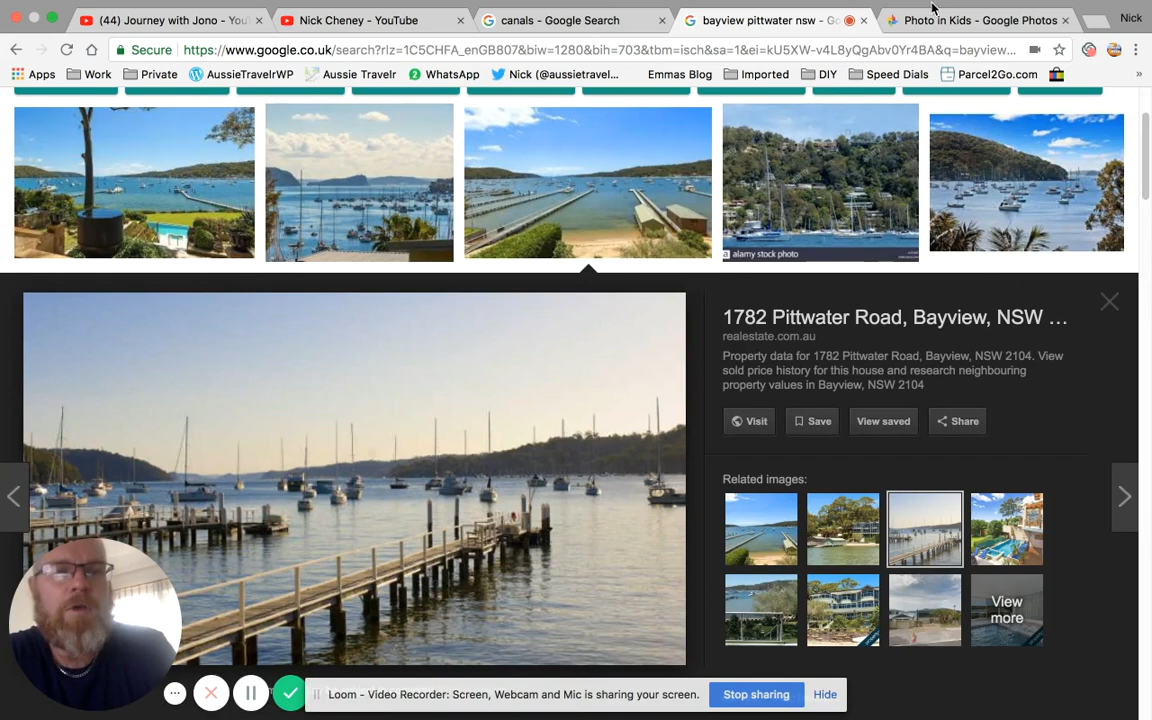 (44) Journey with Jono - You
Nick Cheney - YouTube
canals - Google Search
bayview pittwater nsw - Go
Photo in Kids - Google Photos
Nick
Secure
https://www.google.co.uk/search?rlz=1C5CHFA_enGB807&biw=1280&bih=703&tbm=isch&sa=1&ei=kU5XW-v4L8yQgAbv0Yr4BA&q=bayview...
Apps
Work
Private
AussieTravelrWP
Aussie Travelr
WhatsApp
Nick (@aussietravel...
Emmas Blog
Imported
DIY
Speed Dials
Parcel2Go.com
»
a alamy stock photo
1782 Pittwater Road, Bayview, NSW ...
realestate.com.au
Property data for 1782 Pittwater Road, Bayview, NSW 2104. View
sold price history for this house and research neighbouring
property values in Bayview, NSW 2104
Visit
Save
View saved
Share
Related images:
View
more
Loom - Video Recorder: Screen, Webcam and Mic is sharing your screen.
Stop sharing
Hide